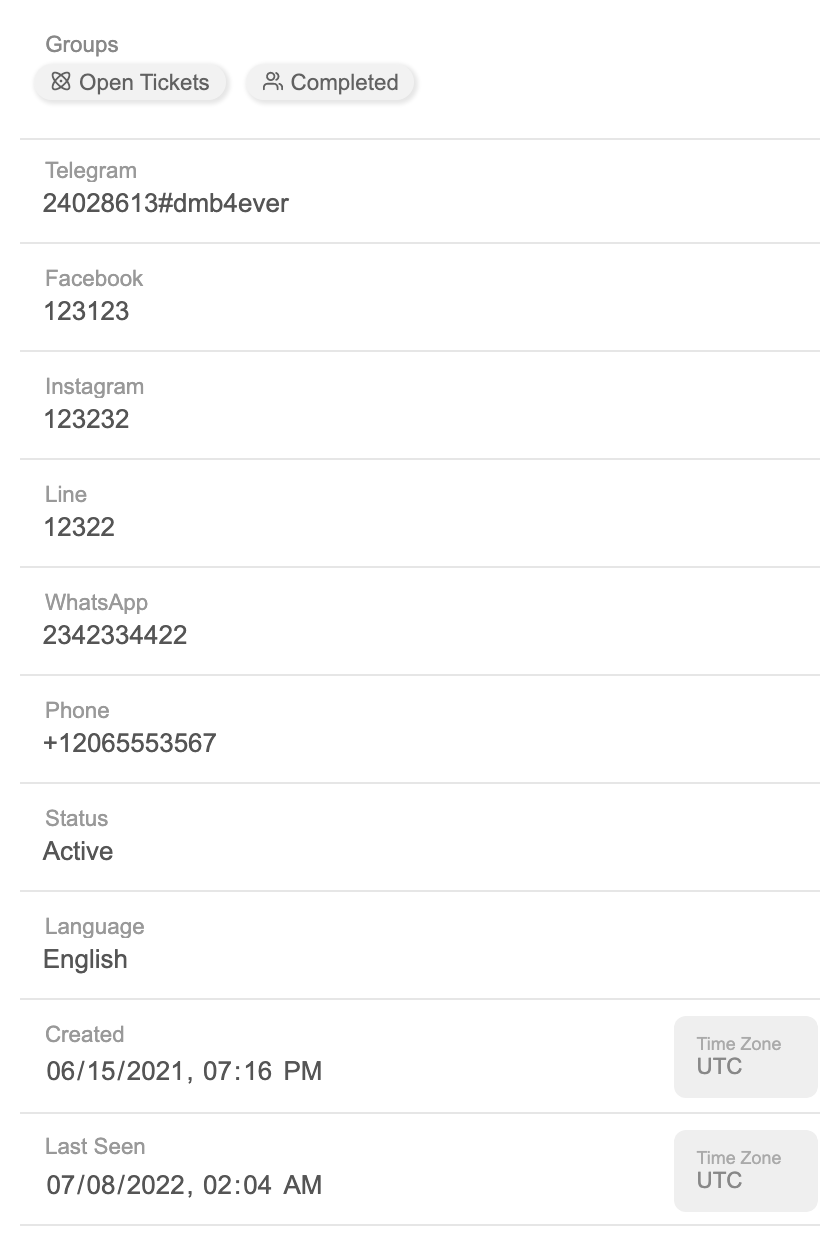 Groups
Open Tickets Completed
Telegram
24028613#dmb4ever
Facebook
123123
Instagram
123232
Line
12322
WhatsApp
2342334422
Phone
+12065553567
Status
Active
Language
English
Created
06/15/2021, 07:16 PM
Time Zone
UTC
Last Seen
07/08/2022, 02:04 AM
Time Zone
UTC